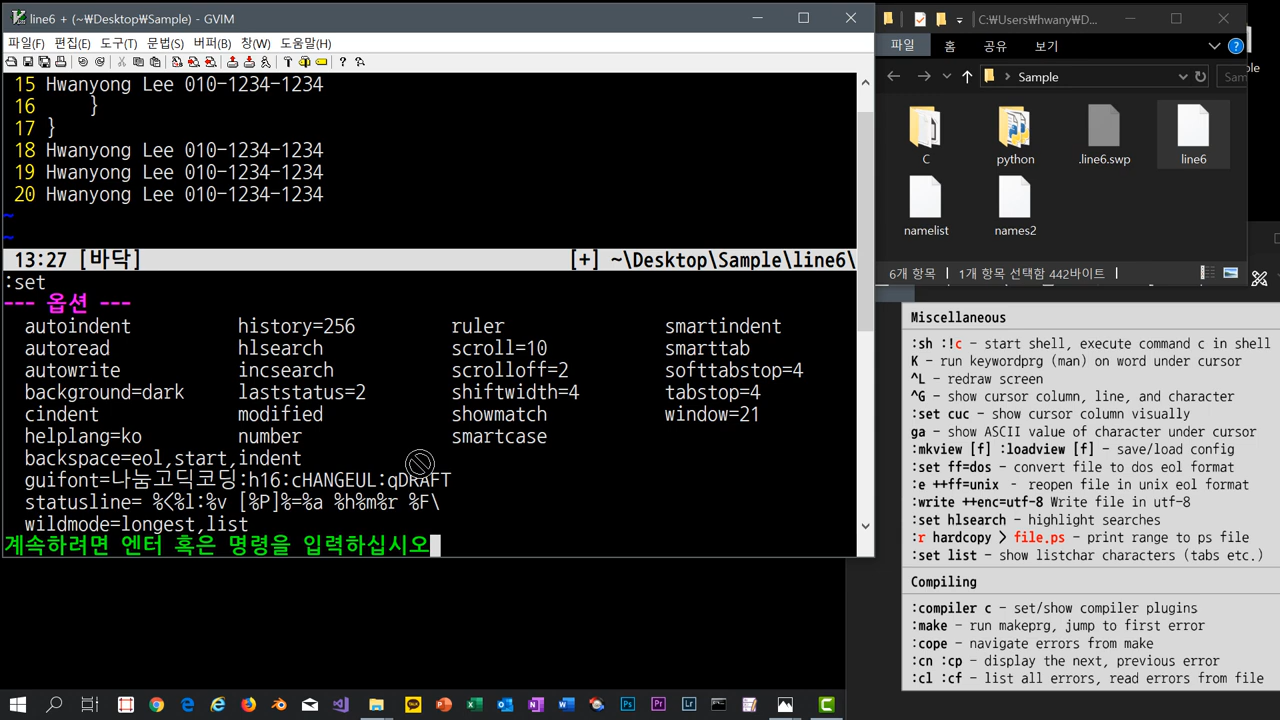 line6 + (~₩Desktop₩Sample) - GVIM
파일(F) 편집(E) 도구(T) 문법(S) 버퍼(B) 창(W) 도움말(H)
15 Hwanyong Lee 010-1234-1234
16 }
17 }
18 Hwanyong Lee 010-1234-1234
19 Hwanyong Lee 010-1234-1234
20 Hwanyong Lee 010-1234-1234
~
~
13:27 [바닥] [+] ~\Desktop\Sample\line6\
:set
--- 옵션 ---
autoindent history=256 ruler smartindent
autoread hlsearch scroll=10 smarttab
autowrite incsearch scrolloff=2 softtabstop=4
background=dark laststatus=2 shiftwidth=4 tabstop=4
cindent modified showmatch window=21
helplang=ko number smartcase
backspace=eol,start,indent
guifont=나눔고딕코딩:h16:cHANGEUL:qDRAFT
statusline= %<%l:%v [%P]%=%a %h%m%r %F\
wildmode=longest,list
계속하려면 엔터 혹은 명령을 입력하십시오
C:₩Users₩hwany₩D...
파일 홈 공유 보기
Sample
Sam
C python .line6.swp line6
namelist names2
6개 항목 1개 항목 선택함 442바이트
Miscellaneous
:sh :!c - start shell, execute command c in shell
K - run keywordprg (man) on word under cursor
^L - redraw screen
^G - show cursor column, line, and character
:set cuc - show cursor column visually
ga - show ASCII value of character under cursor
:mkview [f] :loadview [f] - save/load config
:set ff=dos - convert file to dos eol format
:e ++ff=unix - reopen file in unix eol format
:write ++enc=utf-8 Write file in utf-8
:set hlsearch - highlight searches
:r hardcopy > file.ps - print range to ps file
:set list - show listchar characters (tabs etc.)
Compiling
:compiler c - set/show compiler plugins
:make - run makeprg, jump to first error
:cope - navigate errors from make
:cn :cp - display the next, previous error
:cl :cf - list all errors, read errors from file